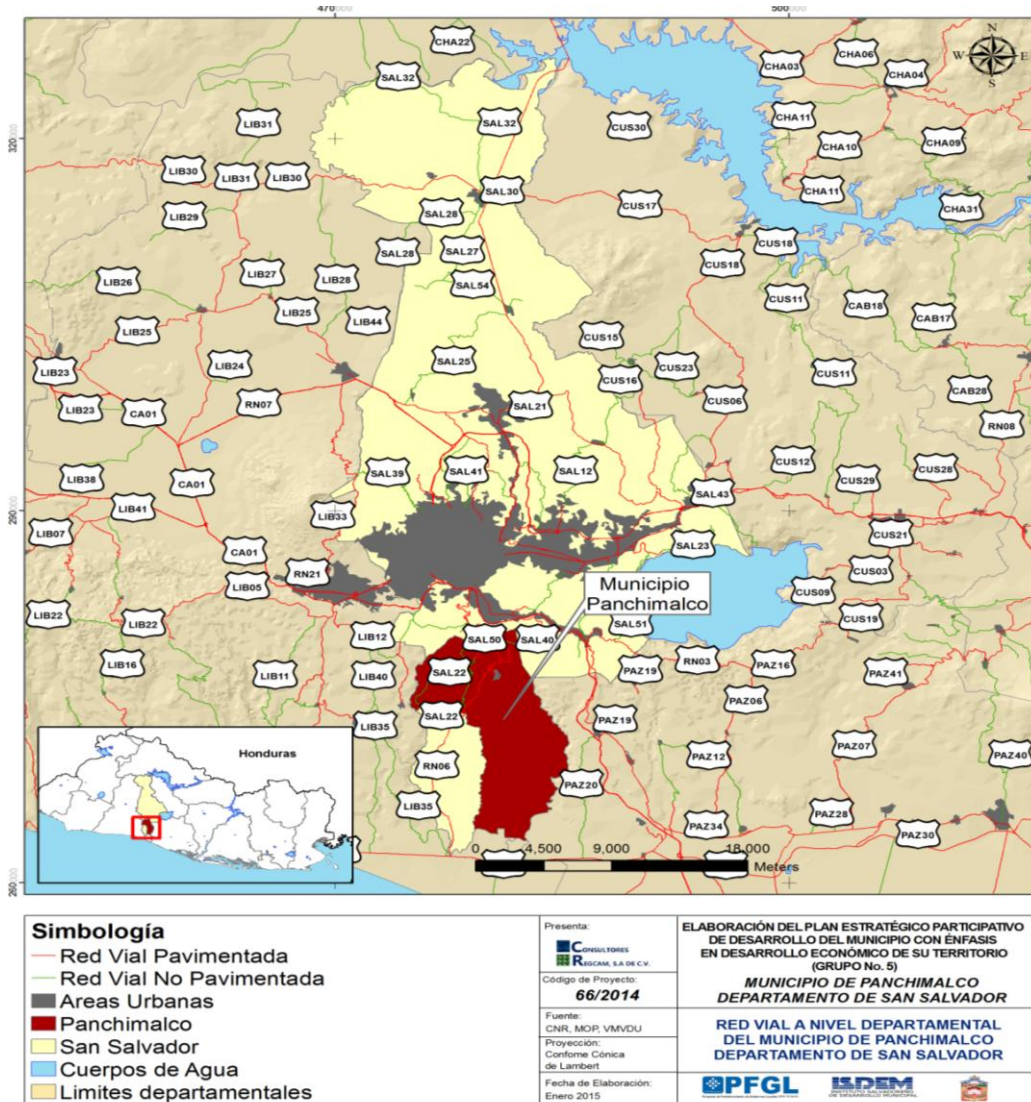 470000
500000
CHA22
CHA06
N
CHA03
CHA04
W
E
S
SAL32
LIB31
SAL32
CUS30
CHA11
320000
CHA10
CHA09
LIB30
LIB31
LIB30
SAL30
CHA11
LIB29
SAL28
CUS17
CHA31
SAL28
SAL27
CUS18
CUS18
LIB26
LIB27
LIB28
SAL54
CUS11
LIB25
LIB44
CAB18
CAB17
LIB25
CUS15
LIB24
SAL25
CUS23
LIB23
CUS16
CUS11
CAB28
LIB23
CA01
RN07
SAL21
CUS06
RN08
LIB38
SAL39
SAL41
SAL12
CUS12
CUS28
CA01
CUS29
LIB41
LIB33
SAL43
290000
LIB07
CUS21
CA01
SAL23
RN21
CUS03
LIB05
Municipio
Panchimalco
CUS09
LIB22
LIB22
SAL51
CUS19
LIB12
SAL50
SAL40
LIB16
LIB11
LIB40
SAL22
PAZ19
RN03
PAZ16
PAZ41
LIB35
SAL22
PAZ19
PAZ06
Honduras
RN06
PAZ12
PAZ07
PAZ40
PAZ20
LIB35
PAZ28
PAZ34
PAZ30
0 4,500 9,000 18,000
Meters
260000
Simbología
Red Vial Pavimentada
Red Vial No Pavimentada
Areas Urbanas
Panchimalco
San Salvador
Cuerpos de Agua
Limites departamentales
Presenta:
CONSULTORES
REGCAM, S.A DE C.V.
Código de Proyecto:
66/2014
Fuente:
CNR, MOP, VMVDU
Proyección:
Confome Cónica
de Lambert
Fecha de Elaboración:
Enero 2015
ELABORACIÓN DEL PLAN ESTRATÉGICO PARTICIPATIVO
DE DESARROLLO DEL MUNICIPIO CON ÉNFASIS
EN DESARROLLO ECONÓMICO DE SU TERRITORIO
(GRUPO No. 5)
MUNICIPIO DE PANCHIMALCO
DEPARTAMENTO DE SAN SALVADOR
RED VIAL A NIVEL DEPARTAMENTAL
DEL MUNICIPIO DE PANCHIMALCO
DEPARTAMENTO DE SAN SALVADOR
PFGL
ISDEM
INSTITUTO SALVADOREÑO
DE DESARROLLO MUNICIPAL